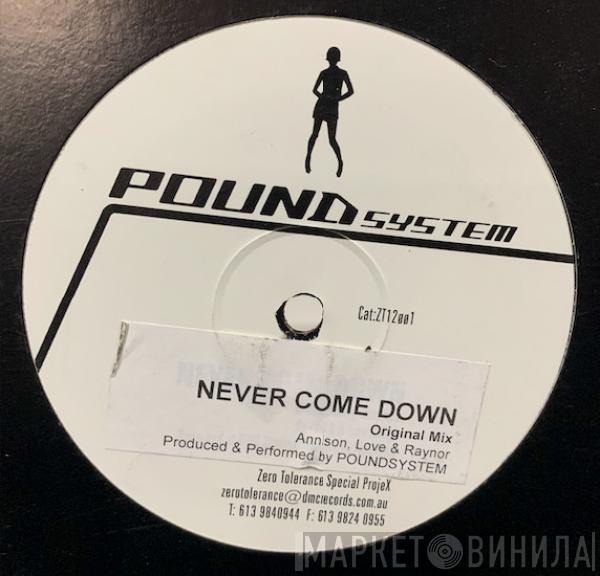 POUND SYSTEM
Cat:ZT12øø1
NEVER COME DOWN
Original Mix
Annison, Love & Raynor
Produced & Performed by POUNDSYSTEM
Zero Tolerance Special ProjeX
zerotolerance@dmcrecords.com.au
T: 613 9840944 F: 613 9824 0955
МАРКЕТ ВИНИЛА